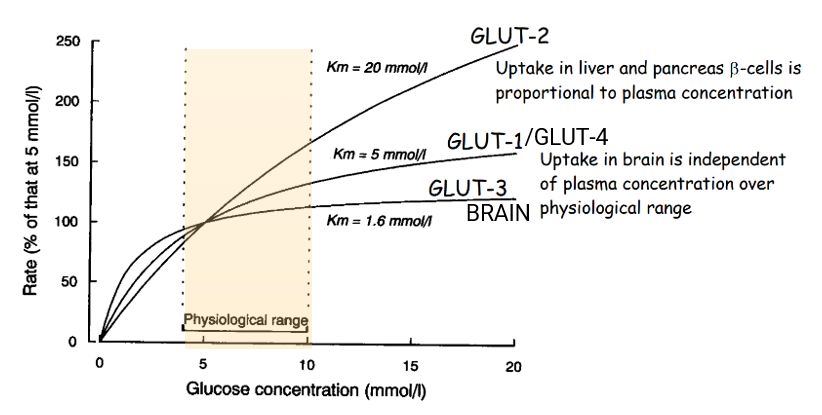 GLUT-2
250
Km = 20 mmol/l
Uptake in liver and pancreas β-cells is
proportional to plasma concentration
200
GLUT-1/GLUT-4
150
Km = 5 mmol/l
Uptake in brain is independent
of plasma concentration over
physiological range
GLUT-3
BRAIN
100
Km = 1.6 mmol/l
50
Physiological range
0
0 5 10 15 20
Glucose concentration (mmol/l)
Rate (% of that at 5 mmol/l)